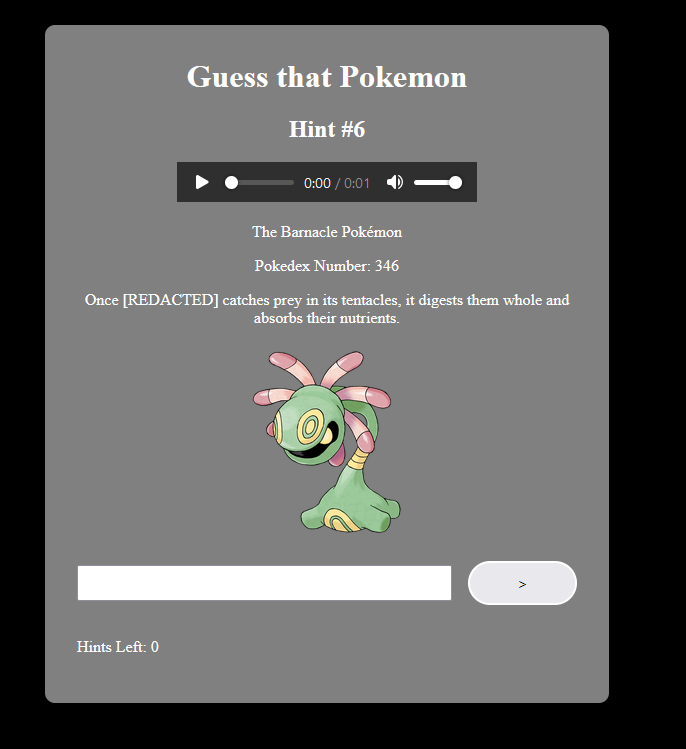 Guess that Pokemon
Hint #6
0:00 / 0:01
The Barnacle Pokémon
Pokedex Number: 346
Once [REDACTED] catches prey in its tentacles, it digests them whole and
absorbs their nutrients.
>
Hints Left: 0